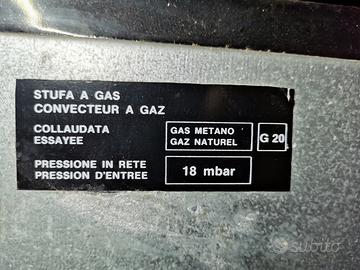 STUFA A GAS
CONVECTEUR A GAZ
COLLAUDATA
ESSAYEE
GAS METANO
GAZ NATUREL
G 20
PRESSIONE IN RETE
PRESSION D'ENTREE
18 mbar
subito